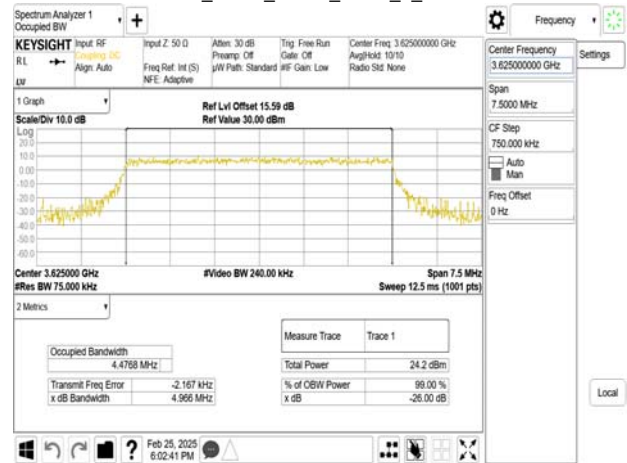 Spectrum Analyzer 1
Occupied BW
Frequency
KEYSIGHT
RL
Input: RF
Coupling: DC
Align: Auto
Input Z: 50 Ω
Freq Ref: Int (S)
NFE: Adaptive
Atten: 30 dB
Preamp: Off
µW Path: Standard
Trig: Free Run
Gate: Off
#IF Gain: Low
Center Freq: 3.625000000 GHz
Avg|Hold: 10/10
Radio Std: None
Center Frequency
3.625000000 GHz
Settings
Span
7.5000 MHz
CF Step
750.000 kHz
Auto
Man
Freq Offset
0 Hz
Local
1 Graph
Scale/Div 10.0 dB
Ref Lvl Offset 15.59 dB
Ref Value 30.00 dBm
Log
20.0
10.0
0.00
-10.0
-20.0
-30.0
-40.0
-50.0
-60.0
Center 3.625000 GHz
#Video BW 240.00 kHz
Span 7.5 MHz
#Res BW 75.000 kHz
Sweep 12.5 ms (1001 pts)
2 Metrics
Measure Trace
Trace 1
Occupied Bandwidth
4.4768 MHz
Total Power
24.2 dBm
Transmit Freq Error
-2.167 kHz
% of OBW Power
99.00 %
x dB Bandwidth
4.966 MHz
x dB
-26.00 dB
?
Feb 25, 2025
6:02:41 PM